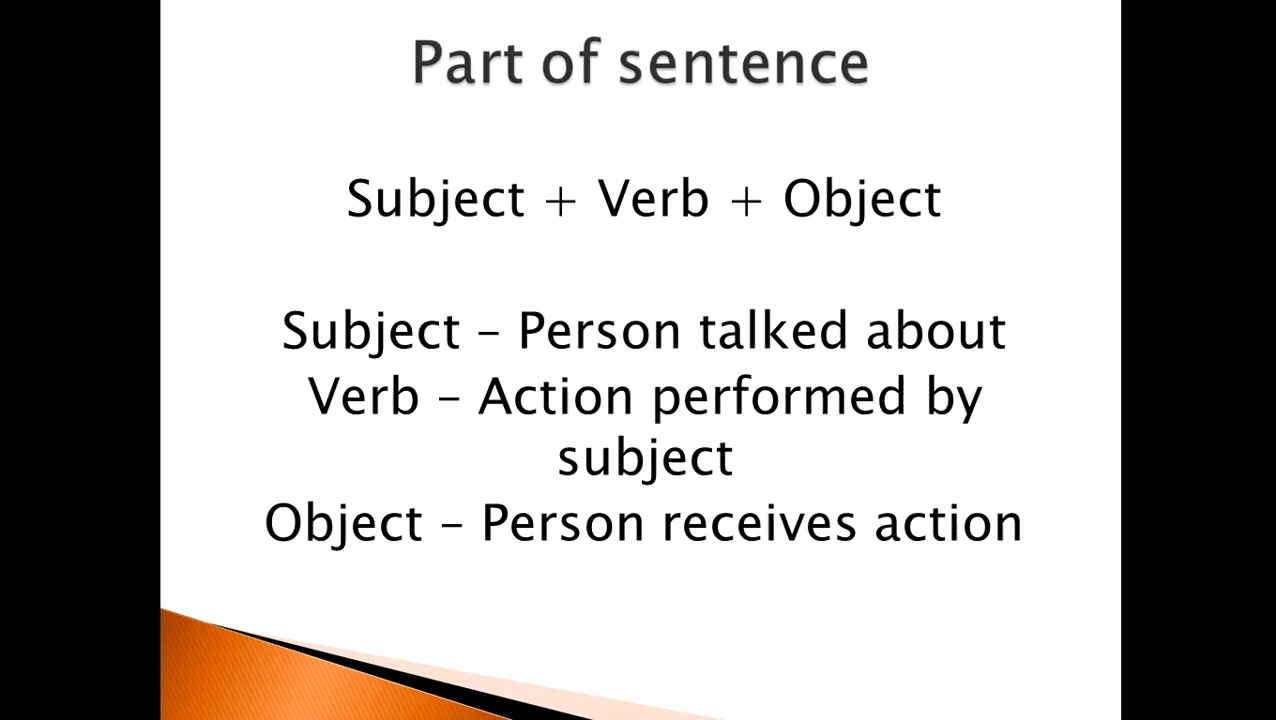 Part of sentence
Subject + Verb + Object
Subject – Person talked about
Verb – Action performed by
subject
Object – Person receives action